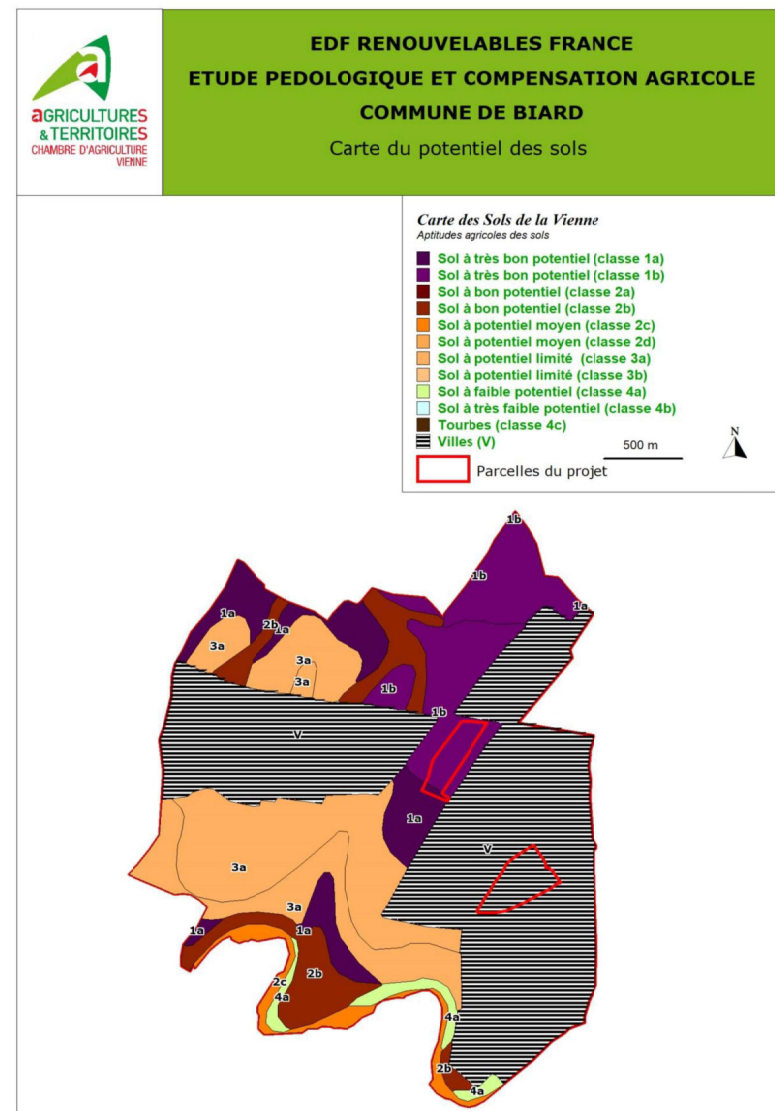 EDF RENOUVELABLES FRANCE
ETUDE PEDOLOGIQUE ET COMPENSATION AGRICOLE
COMMUNE DE BIARD
Carte du potentiel des sols
a
aGRICULTURES
& TERRITOIRES
CHAMBRE D'AGRICULTURE
VIENNE
Carte des Sols de la Vienne
Aptitudes agricoles des sols
Sol à très bon potentiel (classe 1a)
Sol à très bon potentiel (classe 1b)
Sol à bon potentiel (classe 2a)
Sol à bon potentiel (classe 2b)
Sol à potentiel moyen (classe 2c)
Sol à potentiel moyen (classe 2d)
Sol à potentiel limité (classe 3a)
Sol à potentiel limité (classe 3b)
Sol à faible potentiel (classe 4a)
Sol à très faible potentiel (classe 4b)
Tourbes (classe 4c)
Villes (V)
500 m
N
Parcelles du projet
1b
1b
1a
1a
2b
1a
3a
3a
3a
1b
1b
V
1a
V
3a
3a
1a
1a
2b
2c
4a
4a
2b
4a